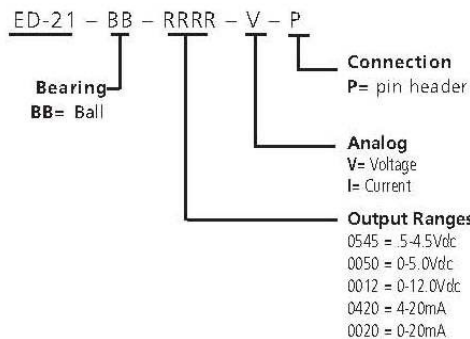 ED-21 - BB - RRRR - V - P
Connection
P= pin header
Bearing
BB= Ball
Analog
V= Voltage
I= Current
Output Ranges
0545 = .5-4.5Vdc
0050 = 0-5.0Vdc
0012 = 0-12.0Vdc
0420 = 4-20mA
0020 = 0-20mA